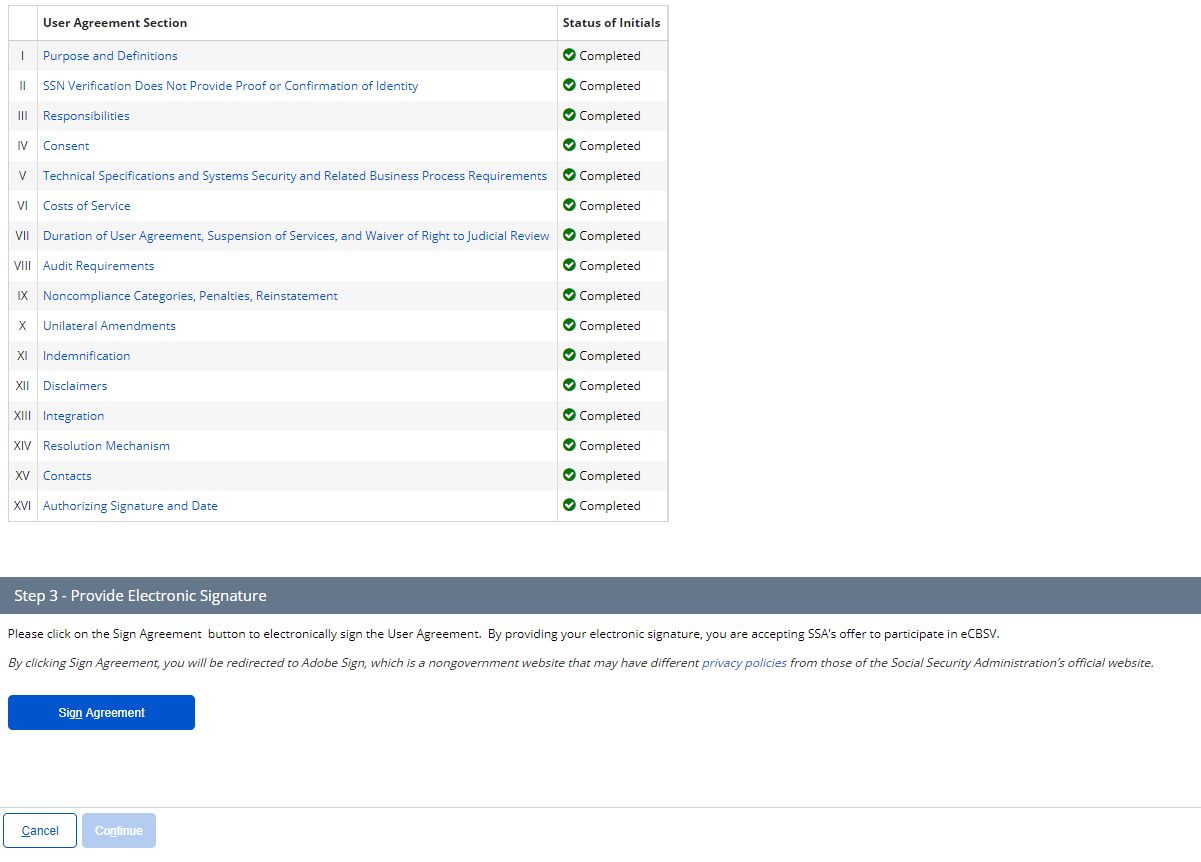 User Agreement Section Status of Initials
I Purpose and Definitions Completed
II SSN Verification Does Not Provide Proof or Confirmation of Identity Completed
III Responsibilities Completed
IV Consent Completed
V Technical Specifications and Systems Security and Related Business Process Requirements Completed
VI Costs of Service Completed
VII Duration of User Agreement, Suspension of Services, and Waiver of Right to Judicial Review Completed
VIII Audit Requirements Completed
IX Noncompliance Categories, Penalties, Reinstatement Completed
X Unilateral Amendments Completed
XI Indemnification Completed
XII Disclaimers Completed
XIII Integration Completed
XIV Resolution Mechanism Completed
XV Contacts Completed
XVI Authorizing Signature and Date Completed
Step 3 - Provide Electronic Signature
Please click on the Sign Agreement button to electronically sign the User Agreement. By providing your electronic signature, you are accepting SSA's offer to participate in eCBSV.
By clicking Sign Agreement, you will be redirected to Adobe Sign, which is a nongovernment website that may have different privacy policies from those of the Social Security Administration's official website.
Sign Agreement
Cancel Continue